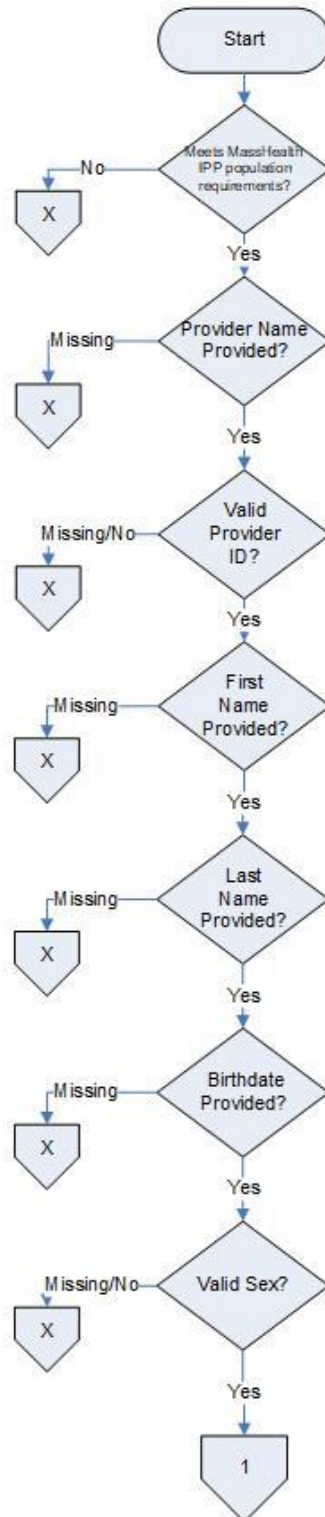 Start
Meets MassHealth
IPP population
requirements?
No
X
Yes
Provider Name
Provided?
Missing
X
Yes
Valid
Provider
ID?
Missing/No
X
Yes
First
Name
Provided?
Missing
X
Yes
Last
Name
Provided?
Missing
X
Yes
Birthdate
Provided?
Missing
X
Yes
Valid Sex?
Missing/No
X
Yes
1